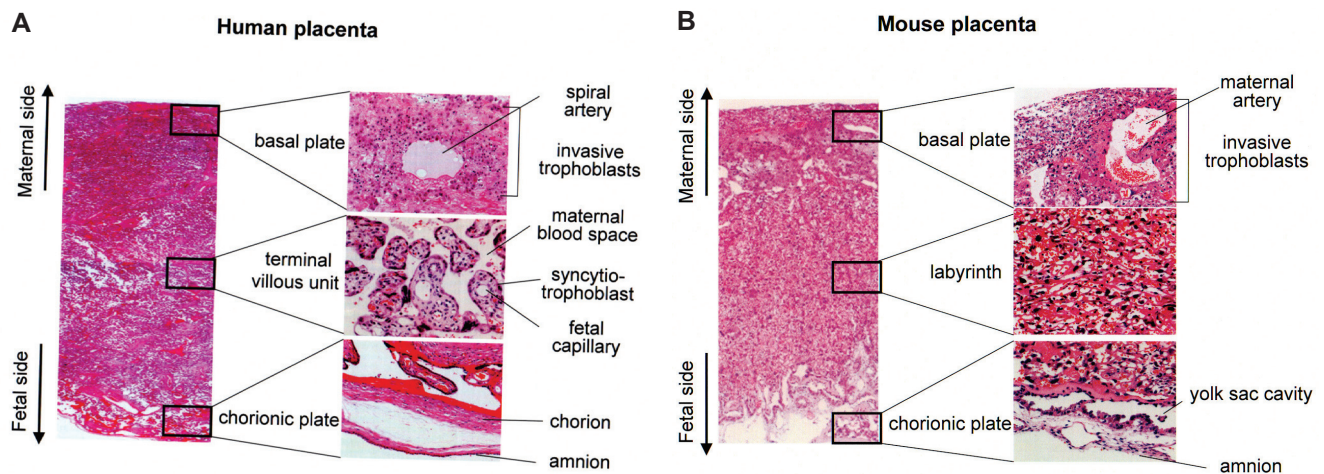 A
Human placenta
Maternal side
Fetal side
basal plate
terminal
villous unit
chorionic plate
spiral
artery
invasive
trophoblasts
maternal
blood space
syncytio-
trophoblast
fetal
capillary
chorion
amnion
B
Mouse placenta
Maternal side
Fetal side
basal plate
labyrinth
chorionic plate
maternal
artery
invasive
trophoblasts
yolk sac cavity
amnion